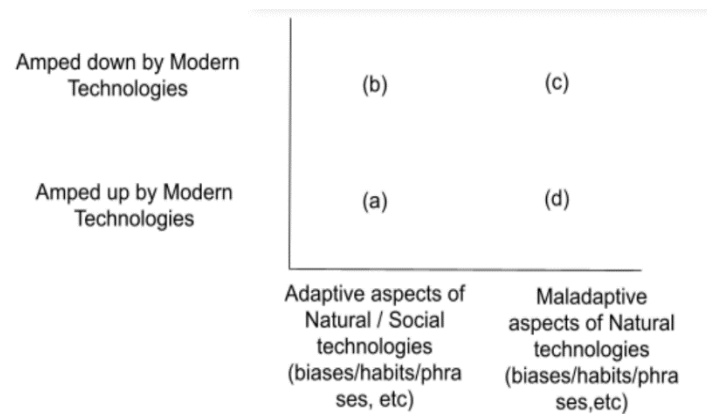 Amped down by Modern
Technologies
(b)
(c)
Amped up by Modern
Technologies
(a)
(d)
Adaptive aspects of
Natural / Social
technologies
(biases/habits/phra
ses, etc)
Maladaptive
aspects of Natural
technologies
(biases/habits/phra
ses,etc)